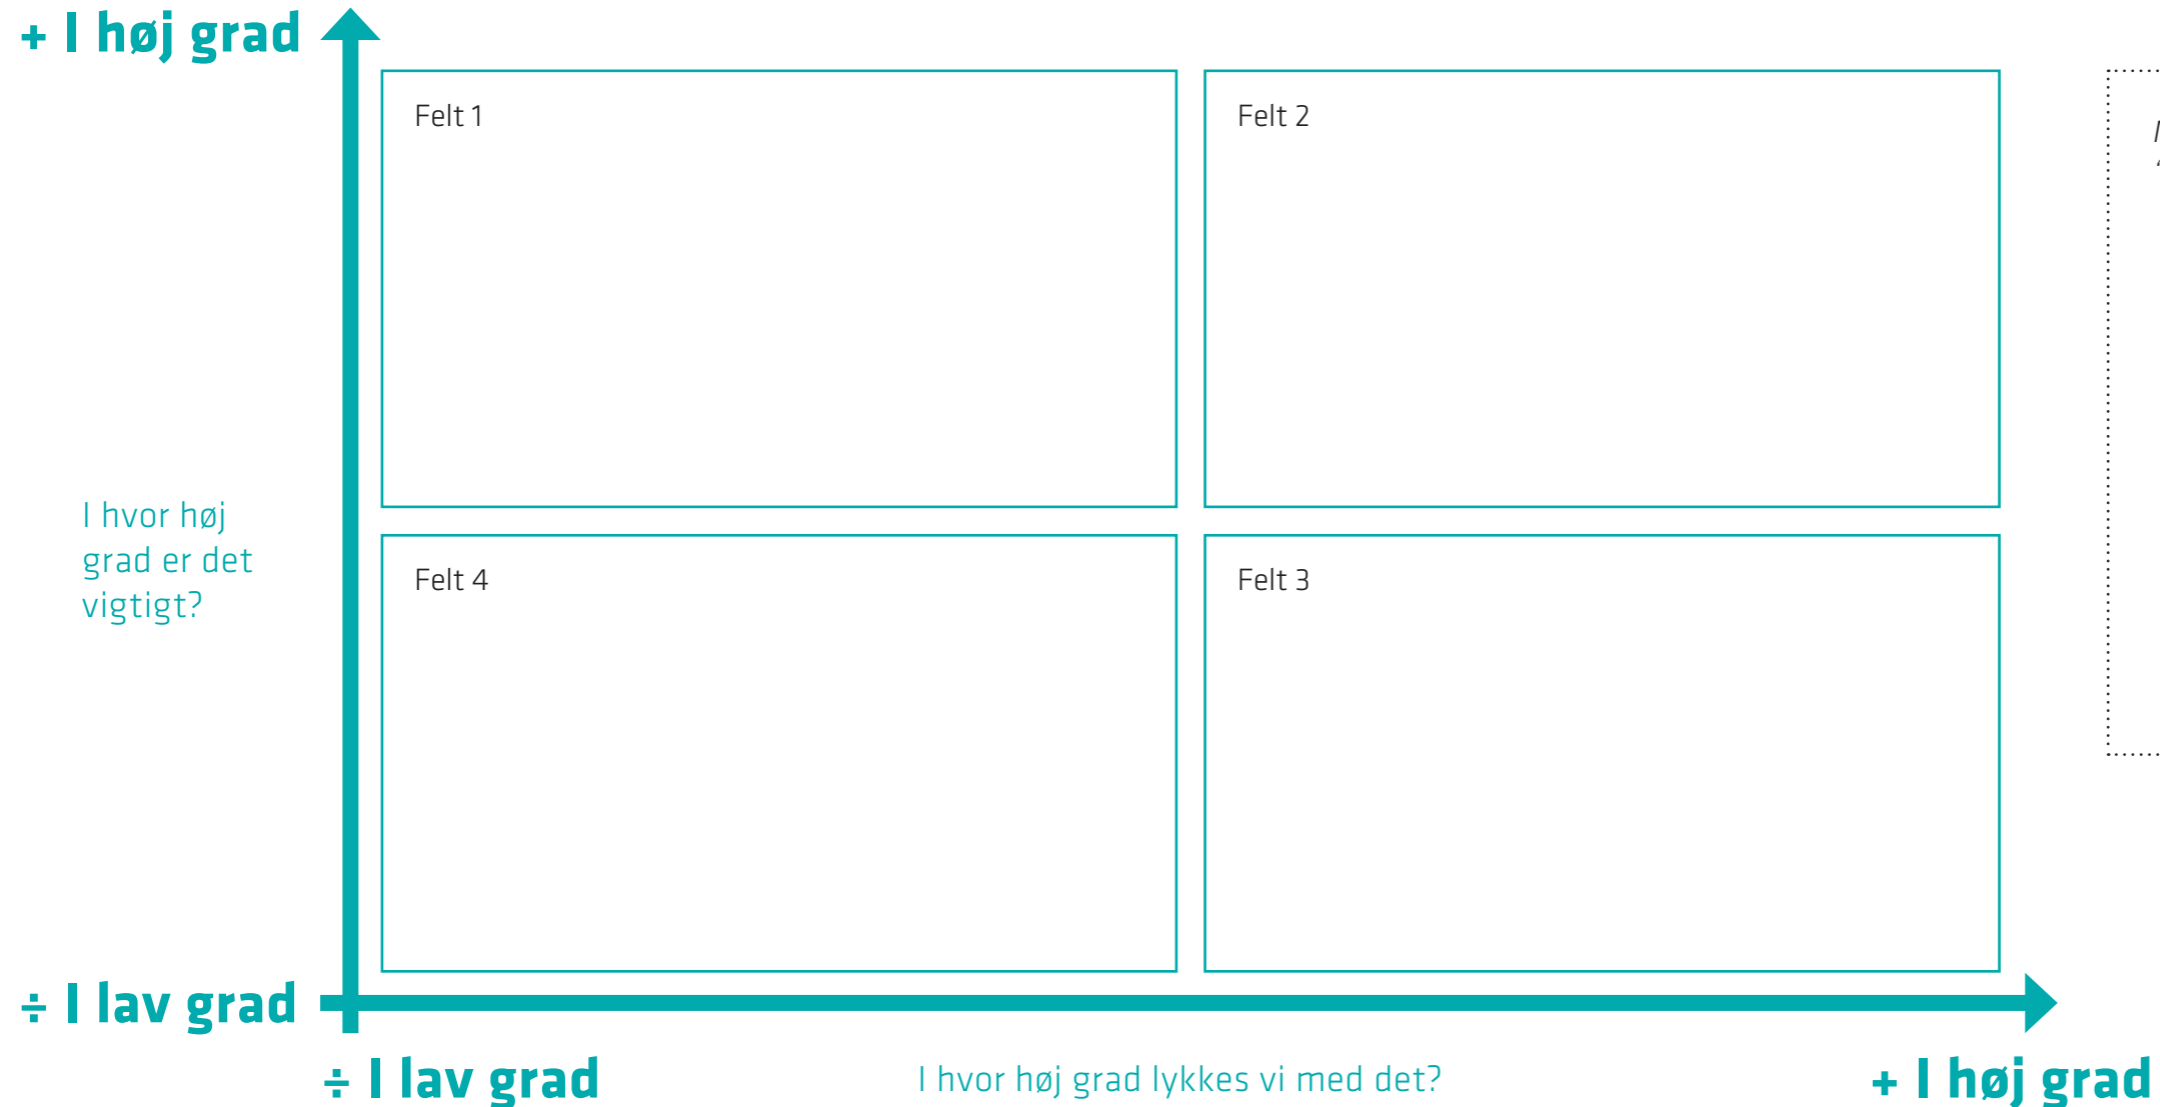 + I høj grad
Felt 1
Felt 2
I hvor høj
grad er det
vigtigt?
Felt 4
Felt 3
÷ I lav grad
÷ I lav grad
I hvor høj grad lykkes vi med det?
+ I høj grad